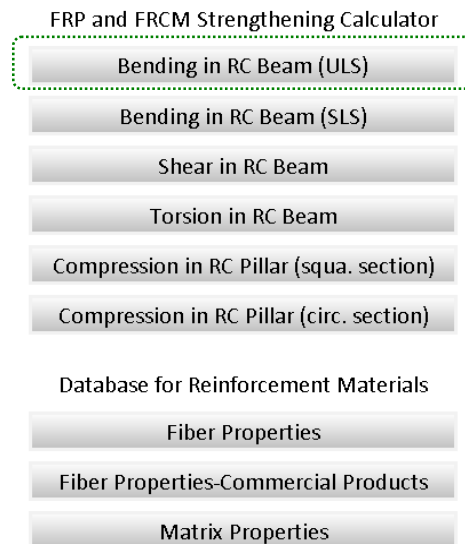 FRP and FRCM Strengthening Calculator
Bending in RC Beam (ULS)
Bending in RC Beam (SLS)
Shear in RC Beam
Torsion in RC Beam
Compression in RC Pillar (squa. section)
Compression in RC Pillar (circ. section)
Database for Reinforcement Materials
Fiber Properties
Fiber Properties-Commercial Products
Matrix Properties